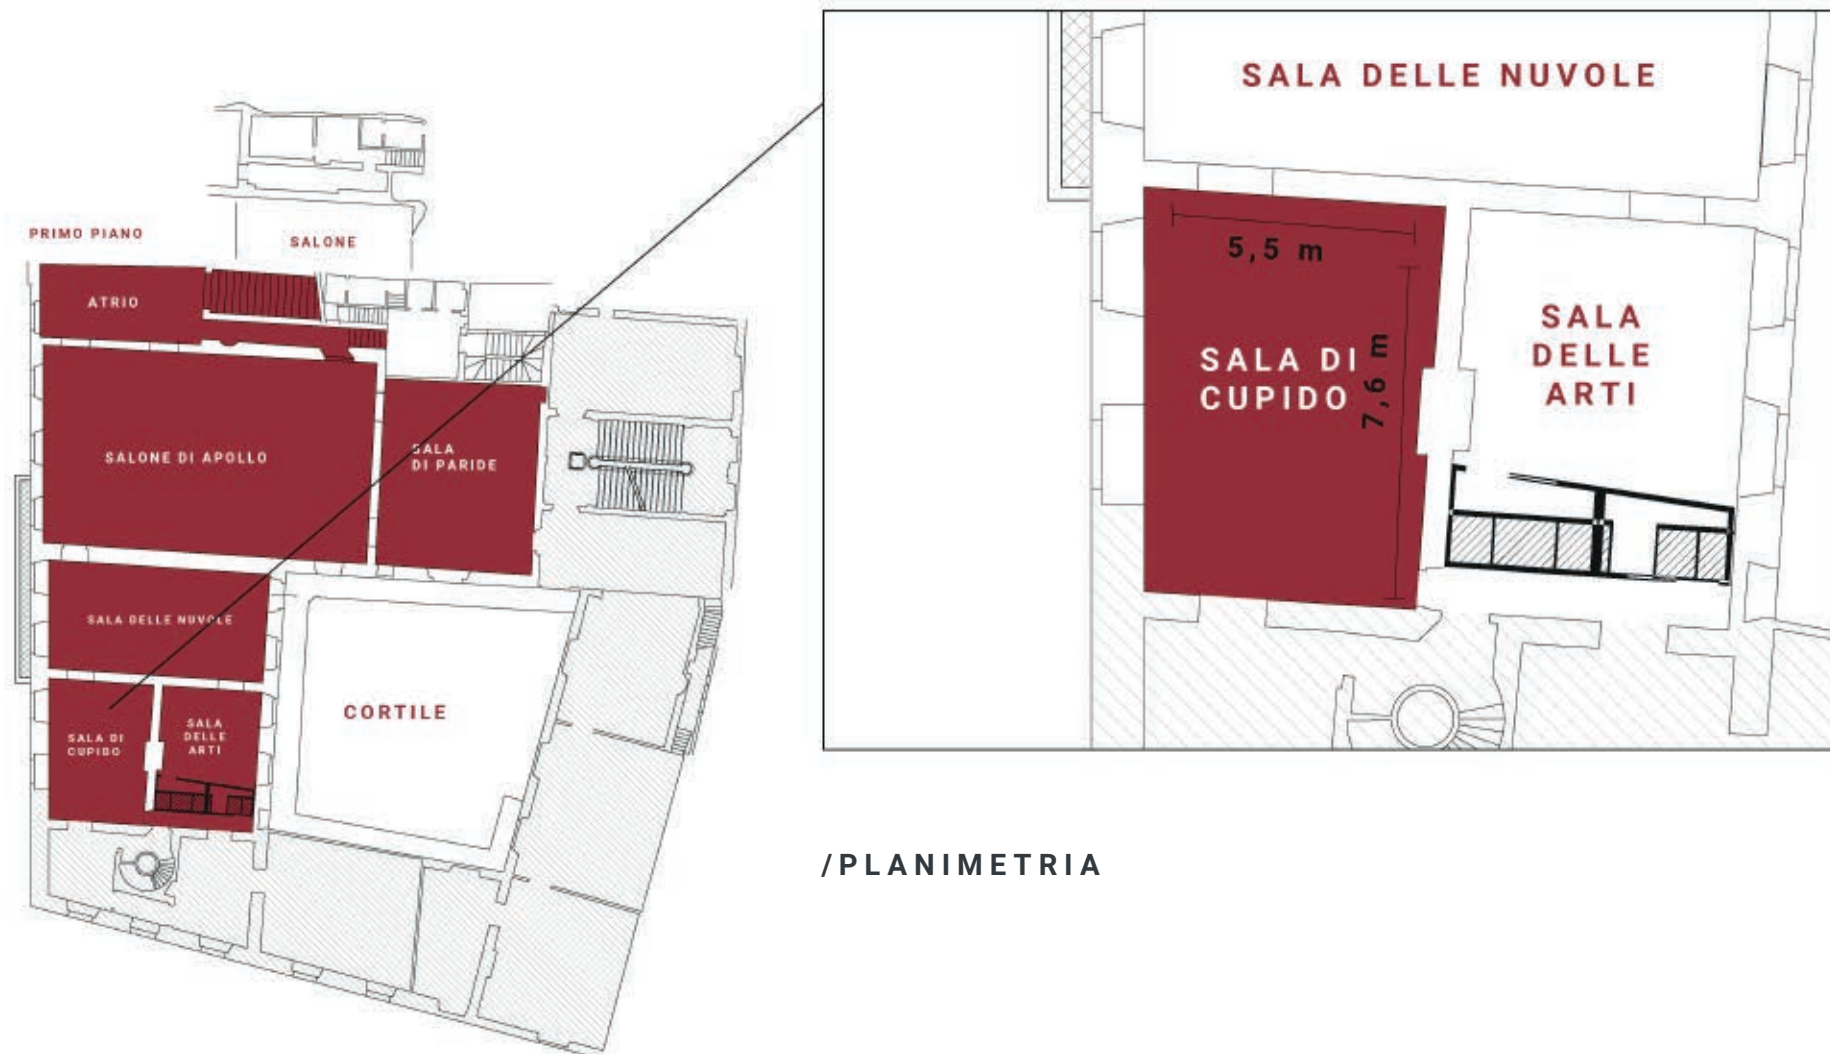 PRIMO PIANO
SALONE
ATRIO
SALONE DI APOLLO
SALA
DI PARIDE
SALA DELLE NUVOLE
SALA DI
CUPIDO
SALA
DELLE
ARTI
CORTILE
SALA DELLE NUVOLE
5,5 m
7,6 m
SALA DI
CUPIDO
SALA
DELLE
ARTI
/PLANIMETRIA